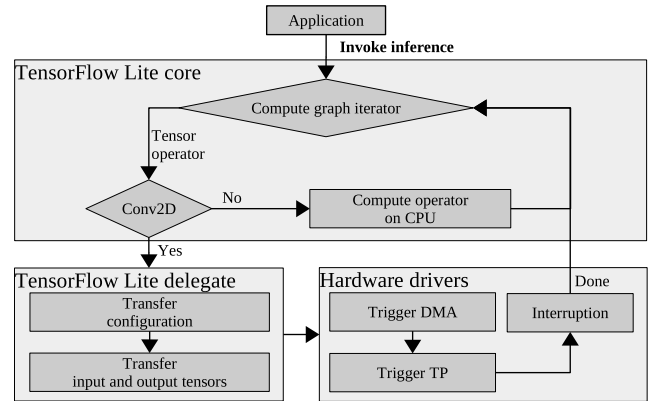 Application
Invoke inference
TensorFlow Lite core
Compute graph iterator
Tensor
operator
Conv2D
No
Compute operator
on CPU
Yes
TensorFlow Lite delegate
Transfer
configuration
Transfer
input and output tensors
Hardware drivers
Trigger DMA
Trigger TP
Done
Interruption